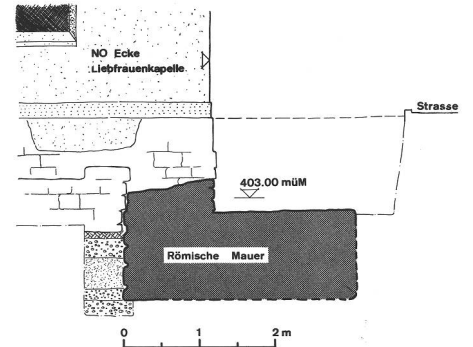 NO Ecke
Liebfrauenkapelle
Strasse
403.00 müM
Römische Mauer
0 1 2 m